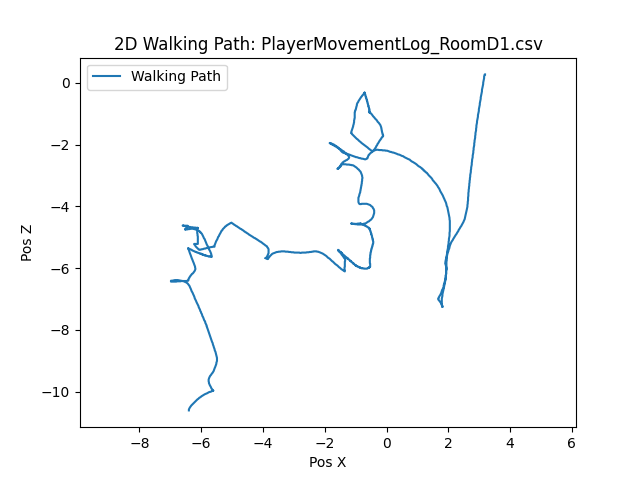 2D Walking Path: PlayerMovementLog_RoomD1.csv
Walking Path
0
−2
−4
−6
−8
−10
Pos Z
−8 −6 −4 −2 0 2 4 6
Pos X